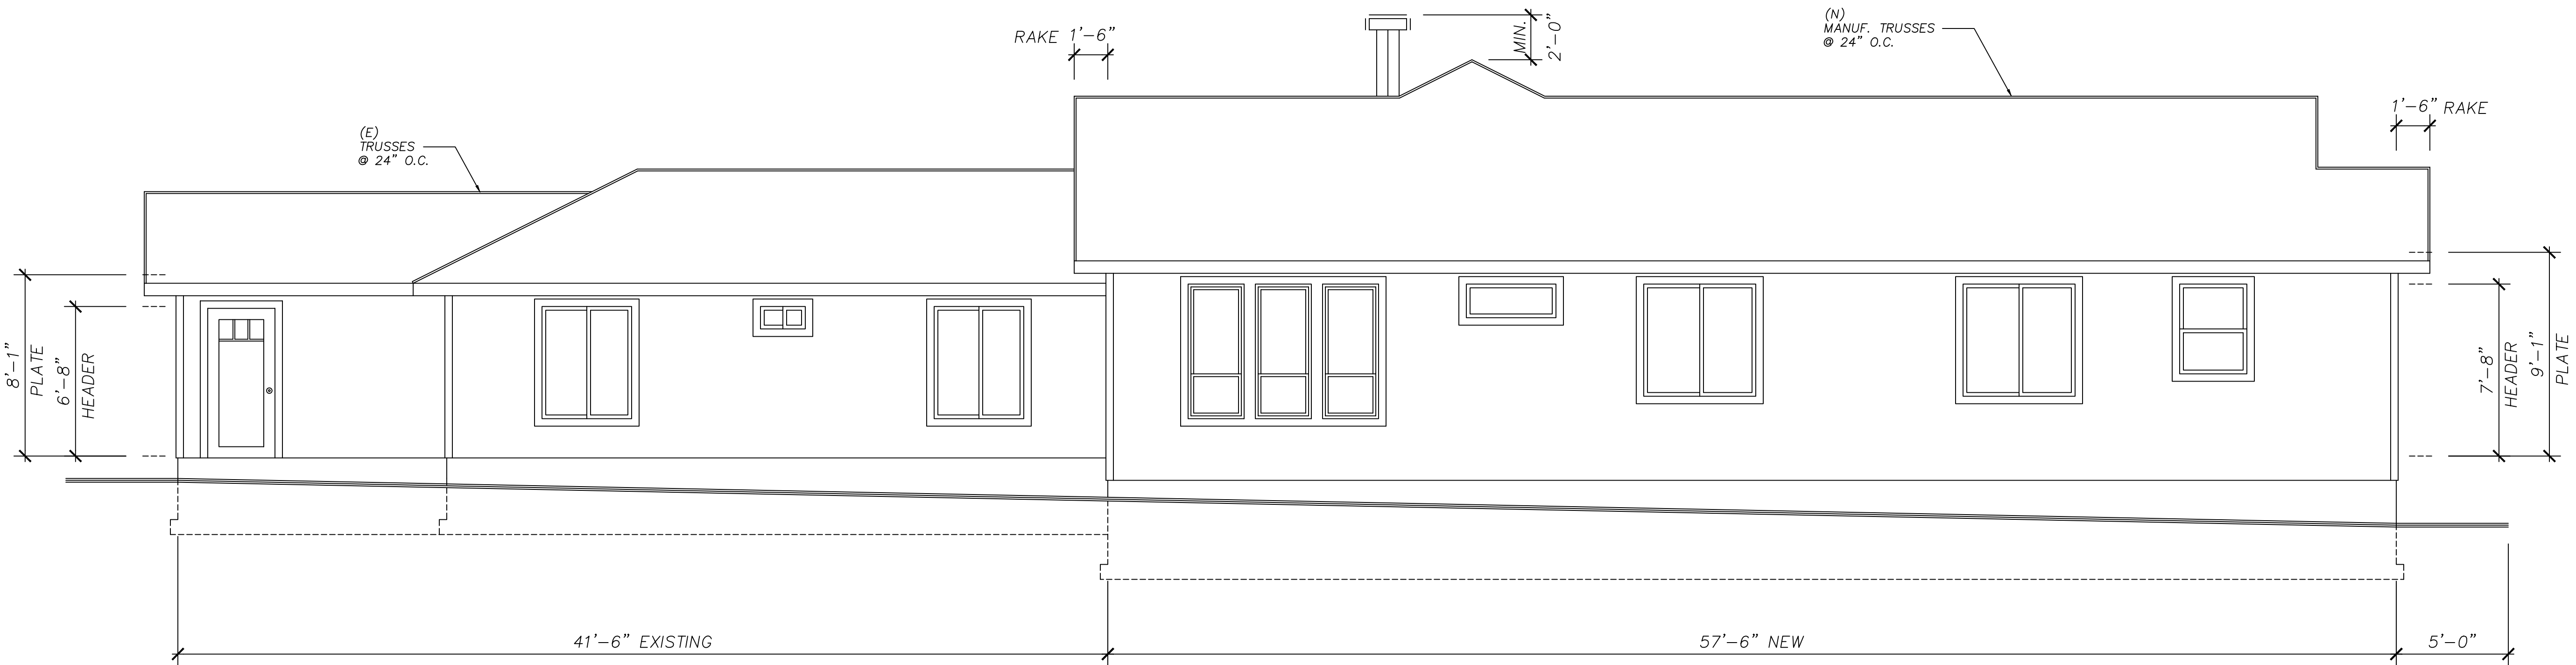 (N)
MANUF. TRUSSES
@ 24" O.C.
RAKE 1'-6"
MIN.
2'-0"
1'-6" RAKE
(E)
TRUSSES
@ 24" O.C.
8'-1"
PLATE
6'-8"
HEADER
7'-8"
HEADER
9'-1"
PLATE
41'-6" EXISTING
57'-6" NEW
5'-0"